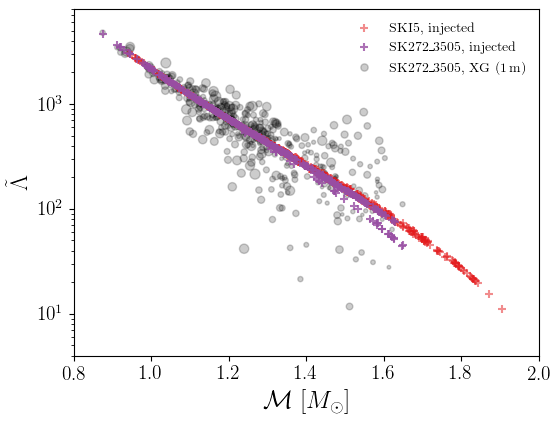 SKI5, injected
SK272_3505, injected
SK272_3505, XG (1 m)
10³
10²
10¹
Λ̃
0.8 1.0 1.2 1.4 1.6 1.8 2.0
ℳ [M⊙]